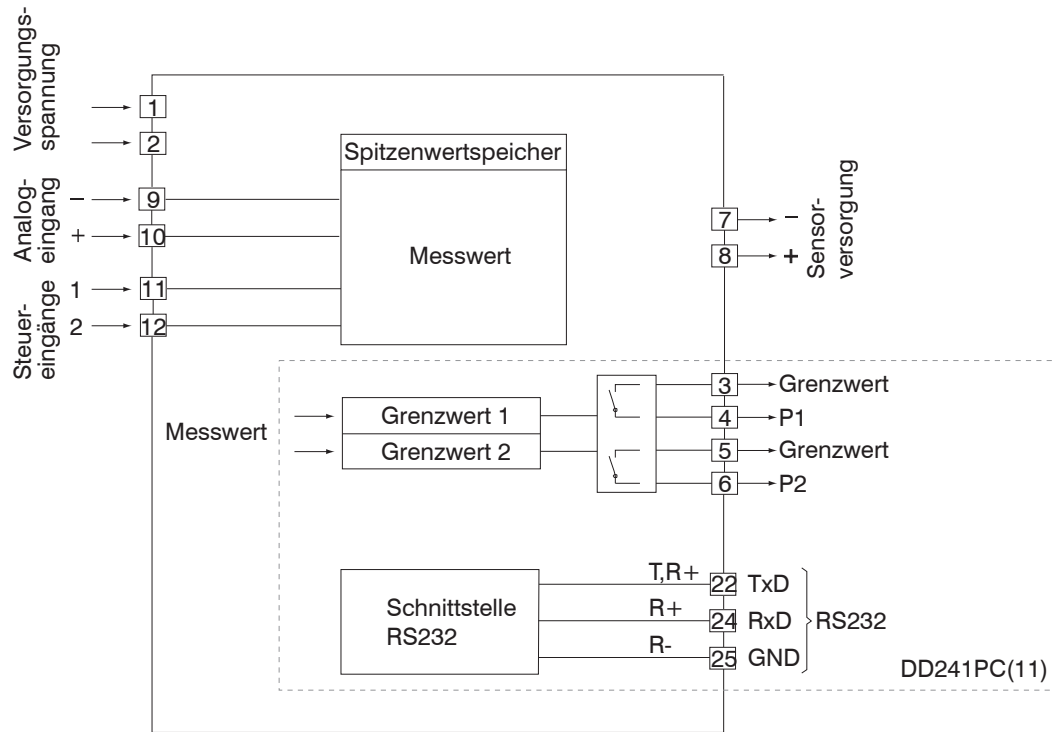 Versorgungs-
spannung
1
2
Analog-
eingang
−
9
+
10
Steuer-
eingänge
1
11
2
12
Spitzenwertspeicher
Messwert
7
−
8
+
Sensor-
versorgung
Messwert
Grenzwert 1
Grenzwert 2
3
Grenzwert
4
P1
5
Grenzwert
6
P2
Schnittstelle
RS232
T,R+
22
TxD
R+
24
RxD
R-
25
GND
RS232
DD241PC(11)